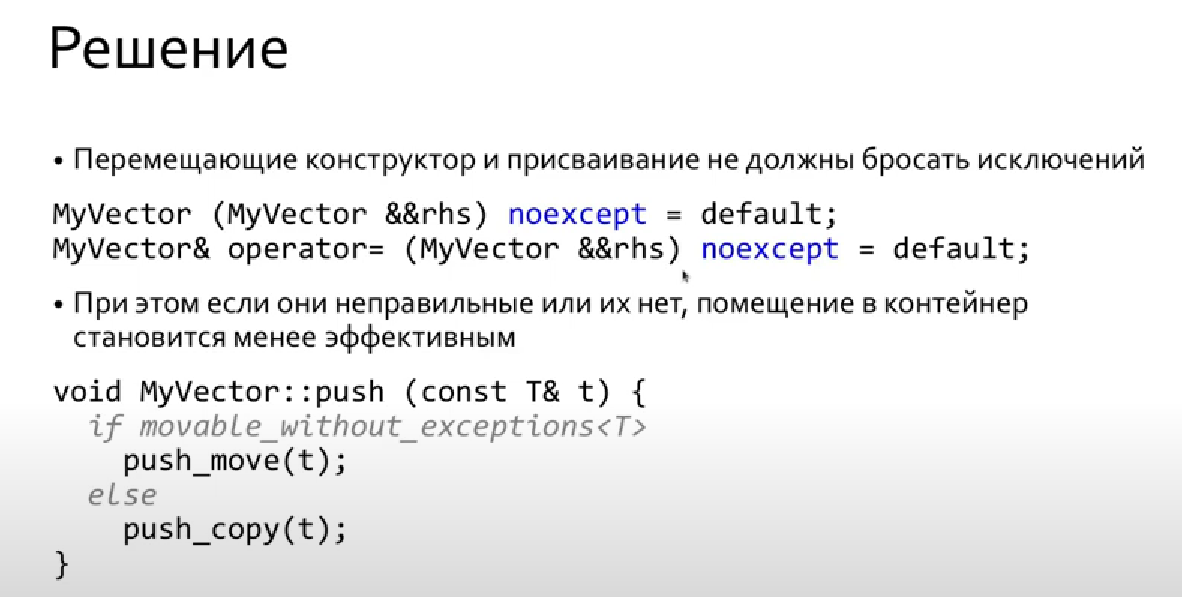 Решение
• Перемещающие конструктор и присваивание не должны бросать исключений
MyVector (MyVector &&rhs) noexcept = default;
MyVector& operator= (MyVector &&rhs) noexcept = default;
• При этом если они неправильные или их нет, помещение в контейнер
становится менее эффективным
void MyVector::push (const T& t) {
  if movable_without_exceptions<T>
    push_move(t);
  else
    push_copy(t);
}